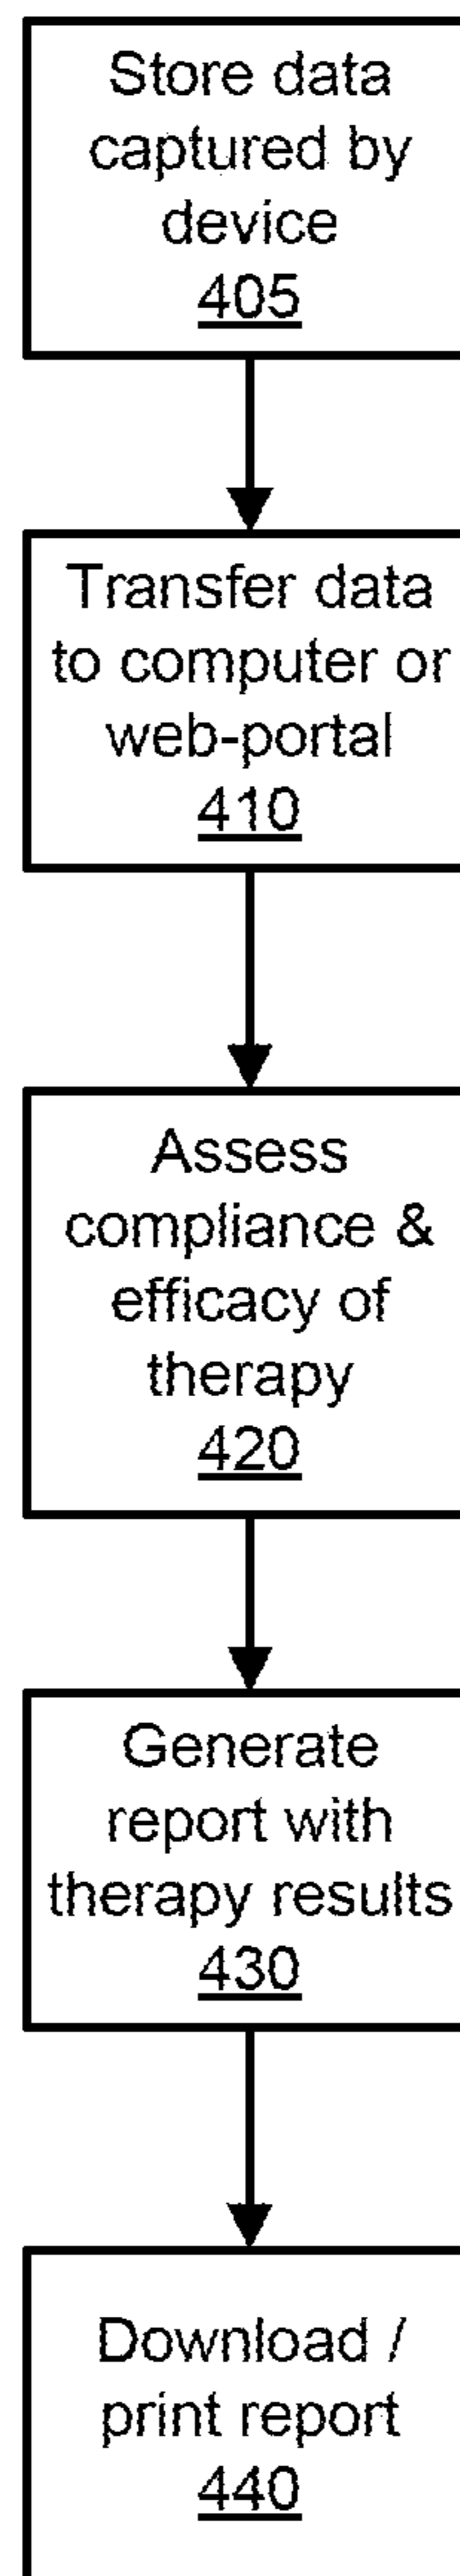 Store data
captured by
device
405
Transfer data
to computer or
web-portal
410
Assess
compliance &
efficacy of
therapy
420
Generate
report with
therapy results
430
Download /
print report
440